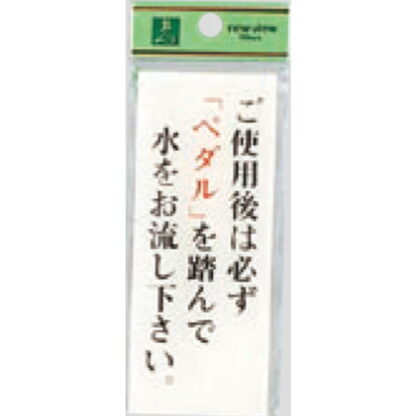 ご使用後は必ず
「ペダル」を踏んで
水をお流し下さい。